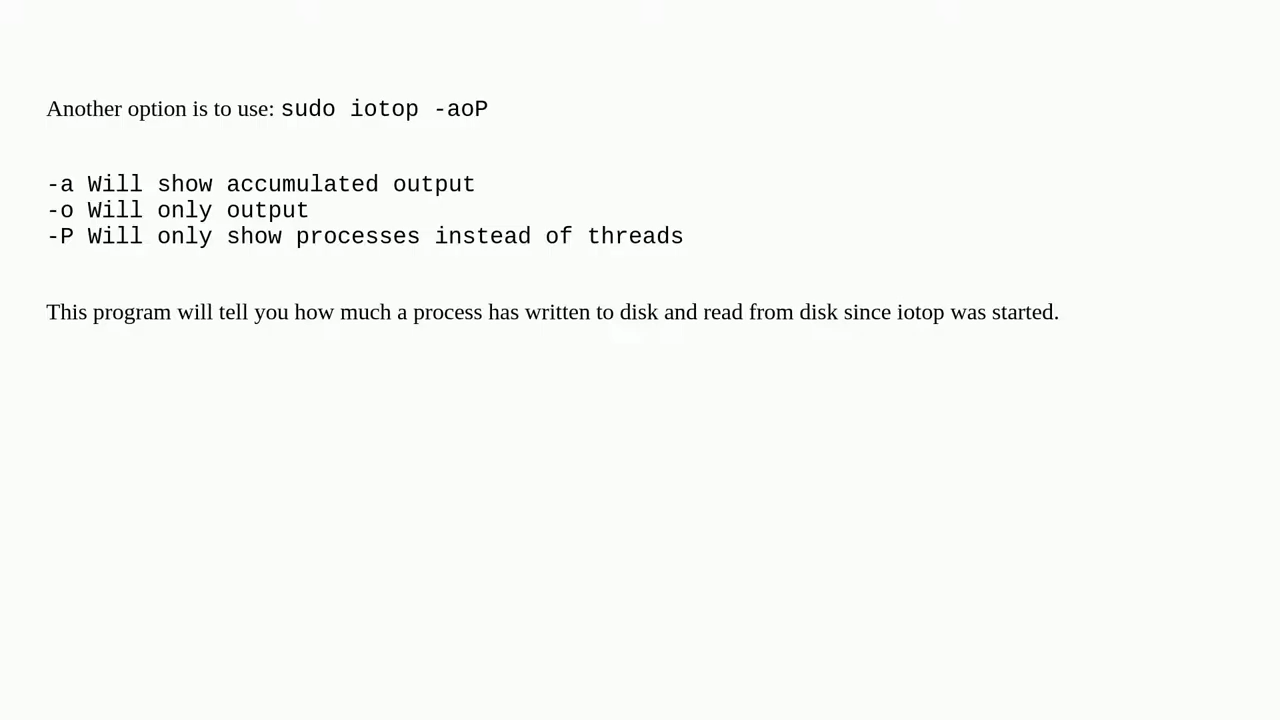 Another option is to use: sudo iotop -aoP
-a Will show accumulated output
-o Will only output
-P Will only show processes instead of threads
This program will tell you how much a process has written to disk and read from disk since iotop was started.